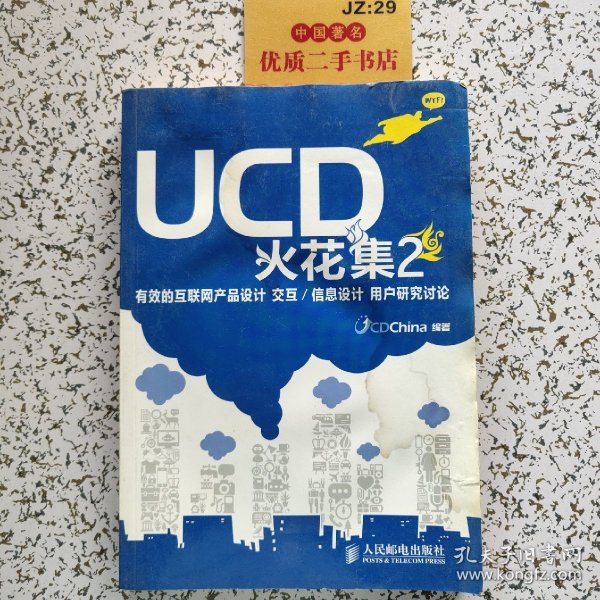 JZ:29
中国著名
优质二手书店
WYF?
UCD
火花集2
有效的互联网产品设计 交互/信息设计 用户研究讨论
UCDChina 编著
人民邮电出版社
POSTS & TELECOM PRESS
孔夫子旧书网
www.kongfz.com